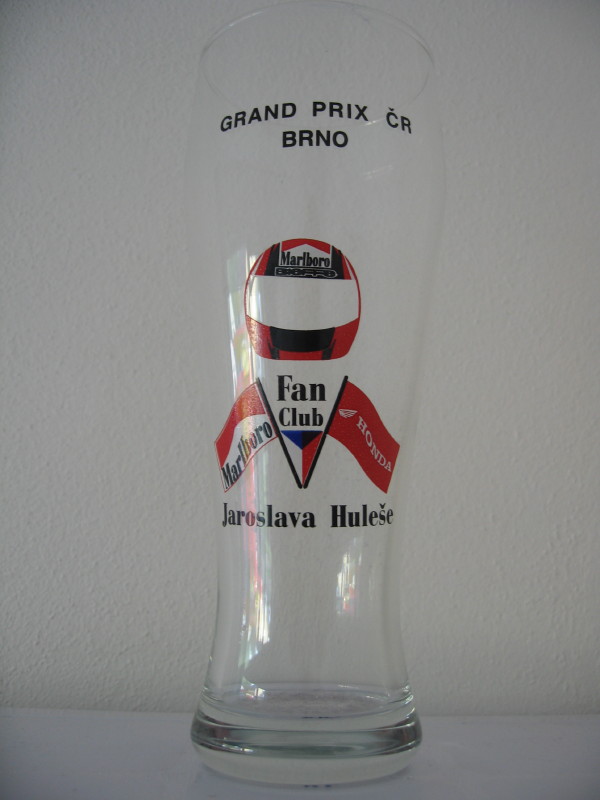 GRAND PRIX ČR
BRNO
Marlboro
Fan
Club
Marlboro
HONDA
Jaroslava Huleše